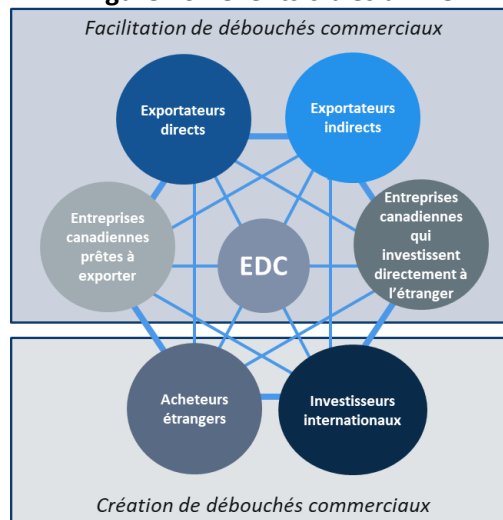 Facilitation de débouchés commerciaux
Exportateurs
directs
Exportateurs
indirects
Entreprises
canadiennes
prêtes à
exporter
EDC
Entreprises
canadiennes
qui
investissent
directement à
l'étranger
Acheteurs
étrangers
Investisseurs
internationaux
Création de débouchés commerciaux